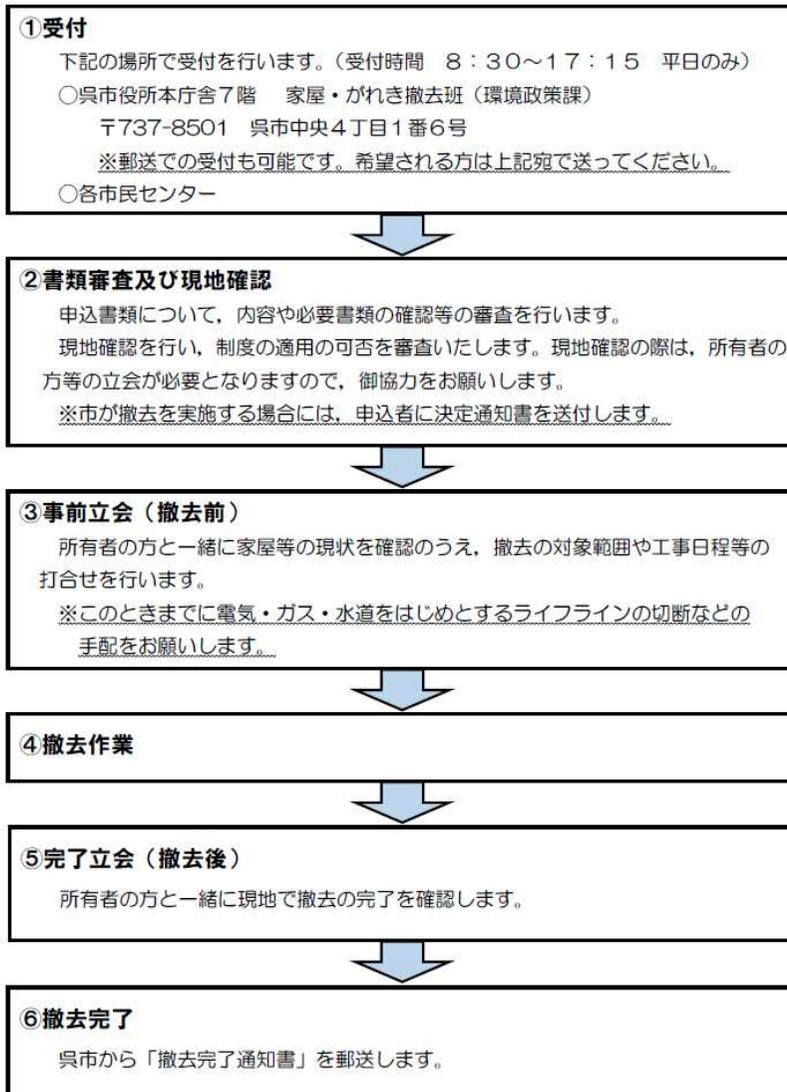 ①受付
下記の場所で受付を行います。（受付時間　８：３０～１７：１５　平日のみ）
○呉市役所本庁舎７階　家屋・がれき撤去班（環境政策課）
〒737-8501　呉市中央４丁目１番６号
※郵送での受付も可能です。希望される方は上記宛で送ってください。
○各市民センター
②書類審査及び現地確認
申込書類について，内容や必要書類の確認等の審査を行います。
現地確認を行い，制度の適用の可否を審査いたします。現地確認の際は，所有者の
方等の立会が必要となりますので，御協力をお願いします。
※市が撤去を実施する場合には，申込者に決定通知書を送付します。
③事前立会（撤去前）
所有者の方と一緒に家屋等の現状を確認のうえ，撤去の対象範囲や工事日程等の
打合せを行います。
※このときまでに電気・ガス・水道をはじめとするライフラインの切断などの
手配をお願いします。
④撤去作業
⑤完了立会（撤去後）
所有者の方と一緒に現地で撤去の完了を確認します。
⑥撤去完了
呉市から「撤去完了通知書」を郵送します。